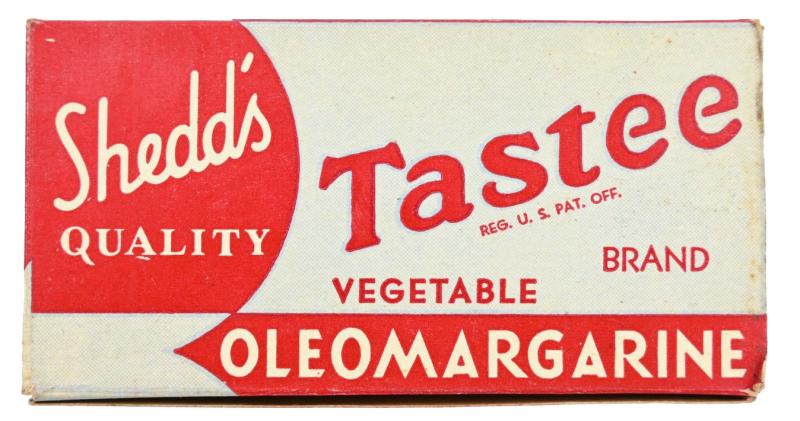 Shedd's
QUALITY
Tastee
REG. U. S. PAT. OFF.
BRAND
VEGETABLE
OLEOMARGARINE